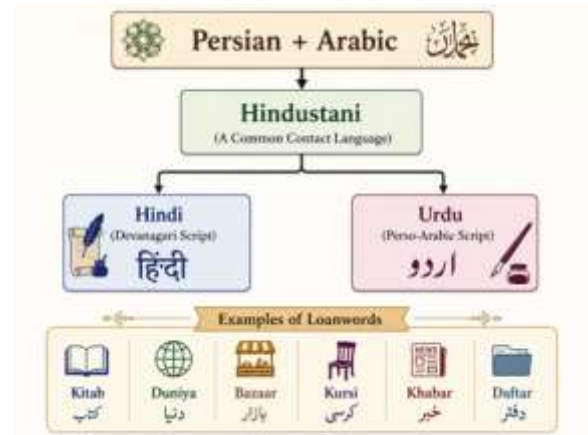 Persian + Arabic
Hindustani
(A Common Contact Language)
Hindi
(Devanagari Script)
हिंदी
Urdu
(Perso-Arabic Script)
اردو
Examples of Loanwords
NEWS
Kitab
Duniya
Bazaar
Kursi
Khabar
Daftar
کتاب
دنیا
بازار
کرسی
خبر
دفتر